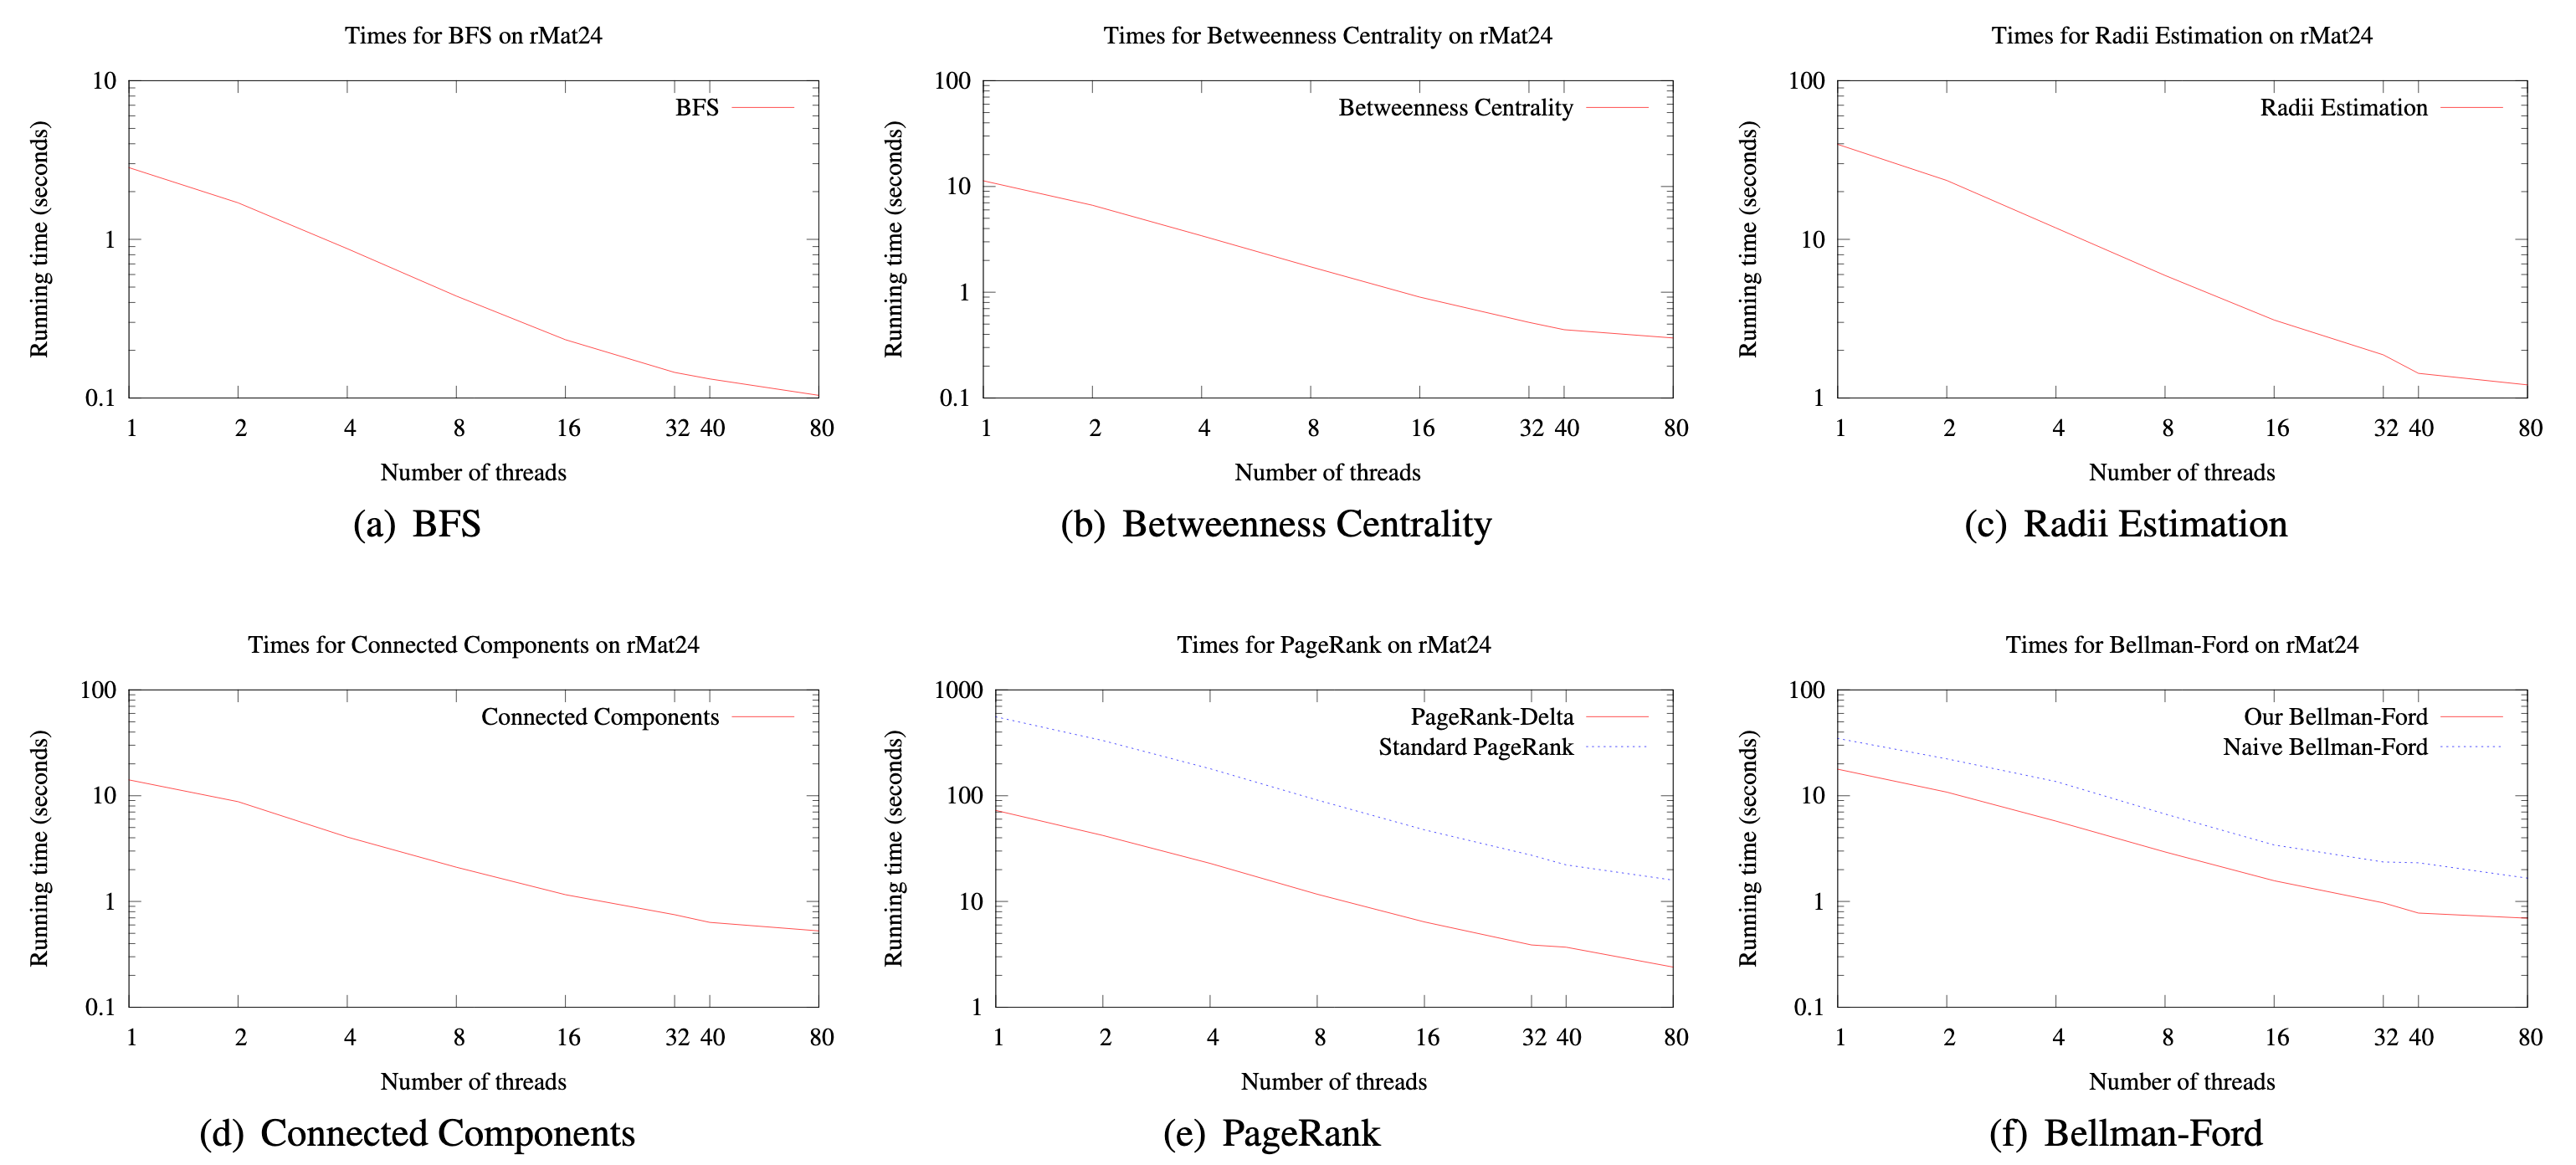 Times for BFS on rMat24
10
1
0.1
Running time (seconds)
BFS
1 2 4 8 16 32 40 80
Number of threads
(a) BFS
Times for Betweenness Centrality on rMat24
100
10
1
0.1
Running time (seconds)
Betweenness Centrality
1 2 4 8 16 32 40 80
Number of threads
(b) Betweenness Centrality
Times for Radii Estimation on rMat24
100
10
1
Running time (seconds)
Radii Estimation
1 2 4 8 16 32 40 80
Number of threads
(c) Radii Estimation
Times for Connected Components on rMat24
100
10
1
0.1
Running time (seconds)
Connected Components
1 2 4 8 16 32 40 80
Number of threads
(d) Connected Components
Times for PageRank on rMat24
1000
100
10
1
Running time (seconds)
PageRank-Delta
Standard PageRank
1 2 4 8 16 32 40 80
Number of threads
(e) PageRank
Times for Bellman-Ford on rMat24
100
10
1
0.1
Running time (seconds)
Our Bellman-Ford
Naive Bellman-Ford
1 2 4 8 16 32 40 80
Number of threads
(f) Bellman-Ford